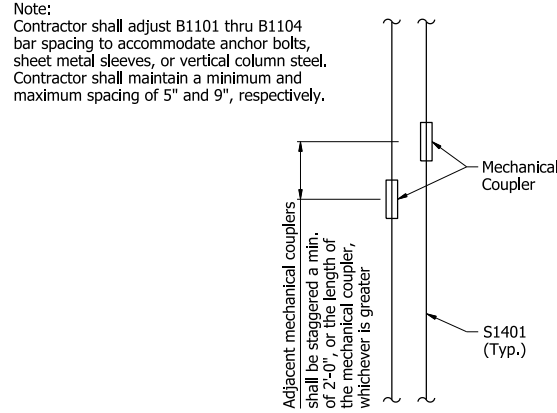 Note:
Contractor shall adjust B1101 thru B1104
bar spacing to accommodate anchor bolts,
sheet metal sleeves, or vertical column steel.
Contractor shall maintain a minimum and
maximum spacing of 5" and 9", respectively.
Mechanical
Coupler
Adjacent mechanical couplers
shall be staggered a min.
of 2'-0", or the length of
the mechanical coupler,
whichever is greater
S1401
(Typ.)